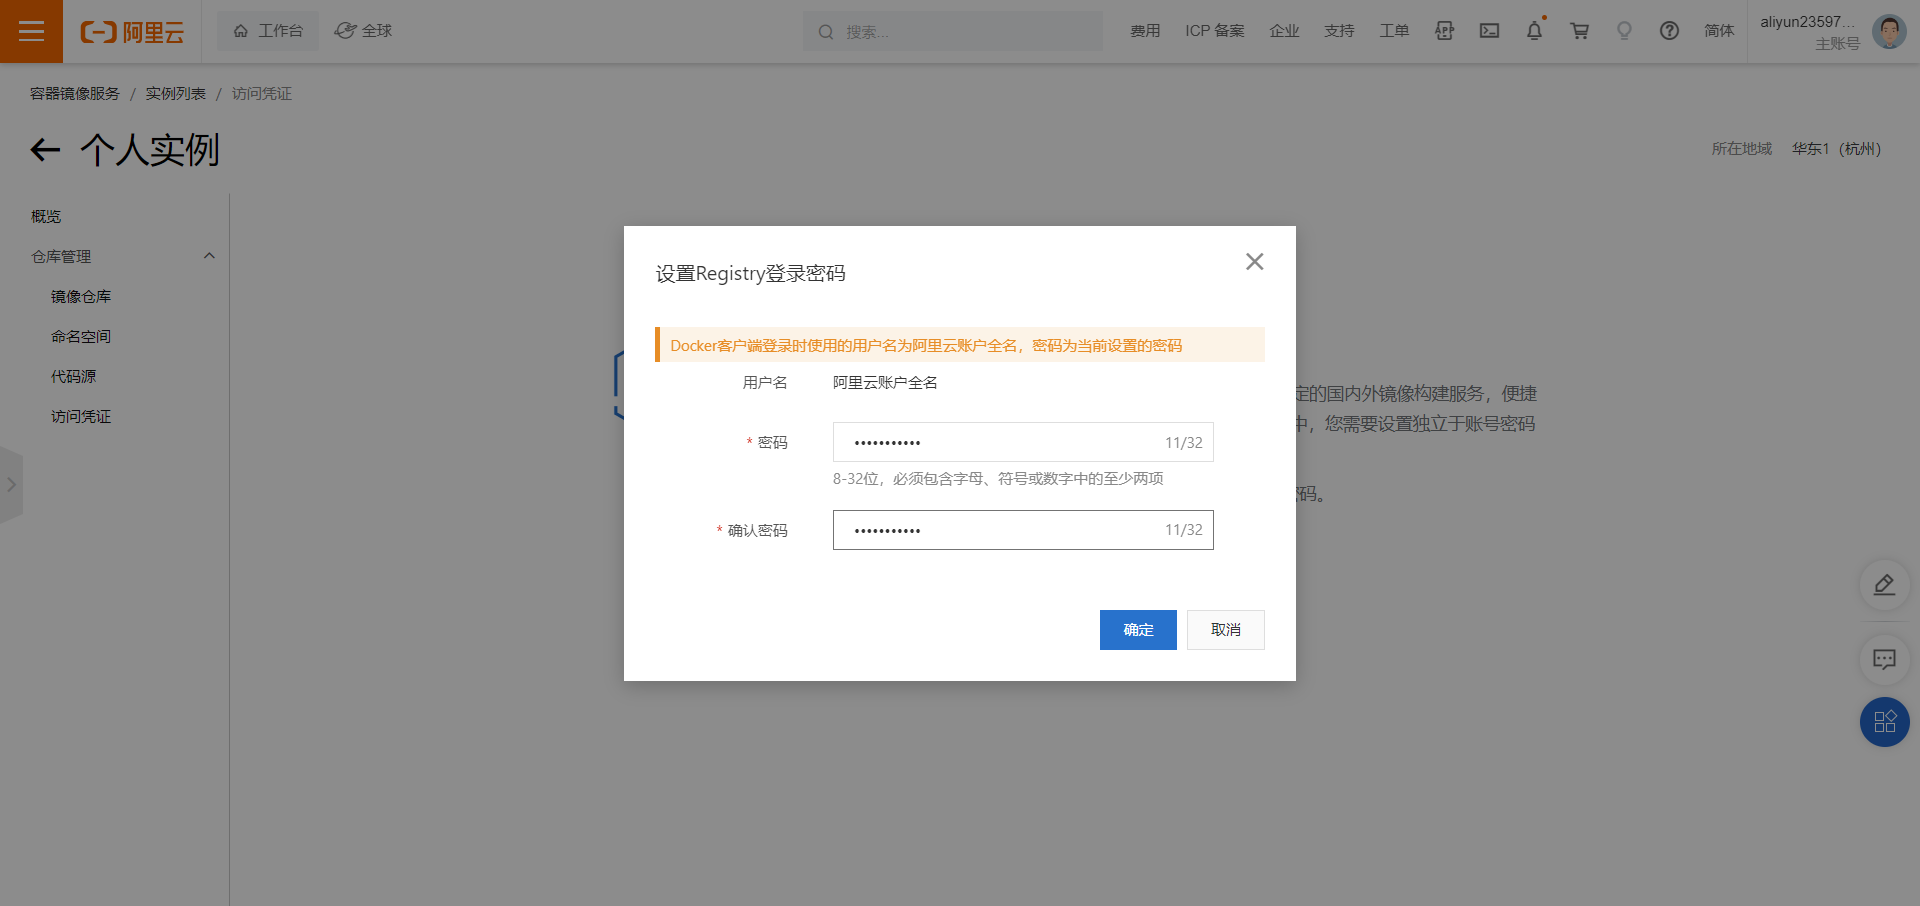 阿里云
工作台
全球
搜索...
费用
ICP 备案
企业
支持
工单
APP
简体
aliyun23597...
主账号
容器镜像服务 / 实例列表 / 访问凭证
个人实例
所在地域 华东1（杭州）
概览
仓库管理
镜像仓库
命名空间
代码源
访问凭证
设置Registry登录密码
Docker客户端登录时使用的用户名为阿里云账户全名，密码为当前设置的密码
用户名 阿里云账户全名
* 密码 ••••••••••• 11/32
8-32位，必须包含字母、符号或数字中的至少两项
* 确认密码 ••••••••••• 11/32
确定 取消
定的国内外镜像构建服务，便捷
中，您需要设置独立于账号密码
密码。